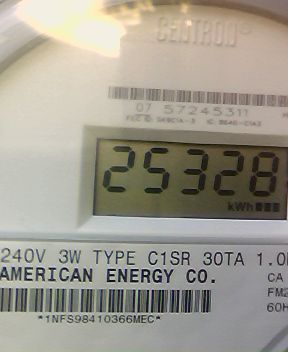 CENTRON®
07 57245311
25328
kWh
240V 3W TYPE C1SR 30TA 1.0
AMERICAN ENERGY CO.
CA
FM2
60H
*1NFS98410366MEC*